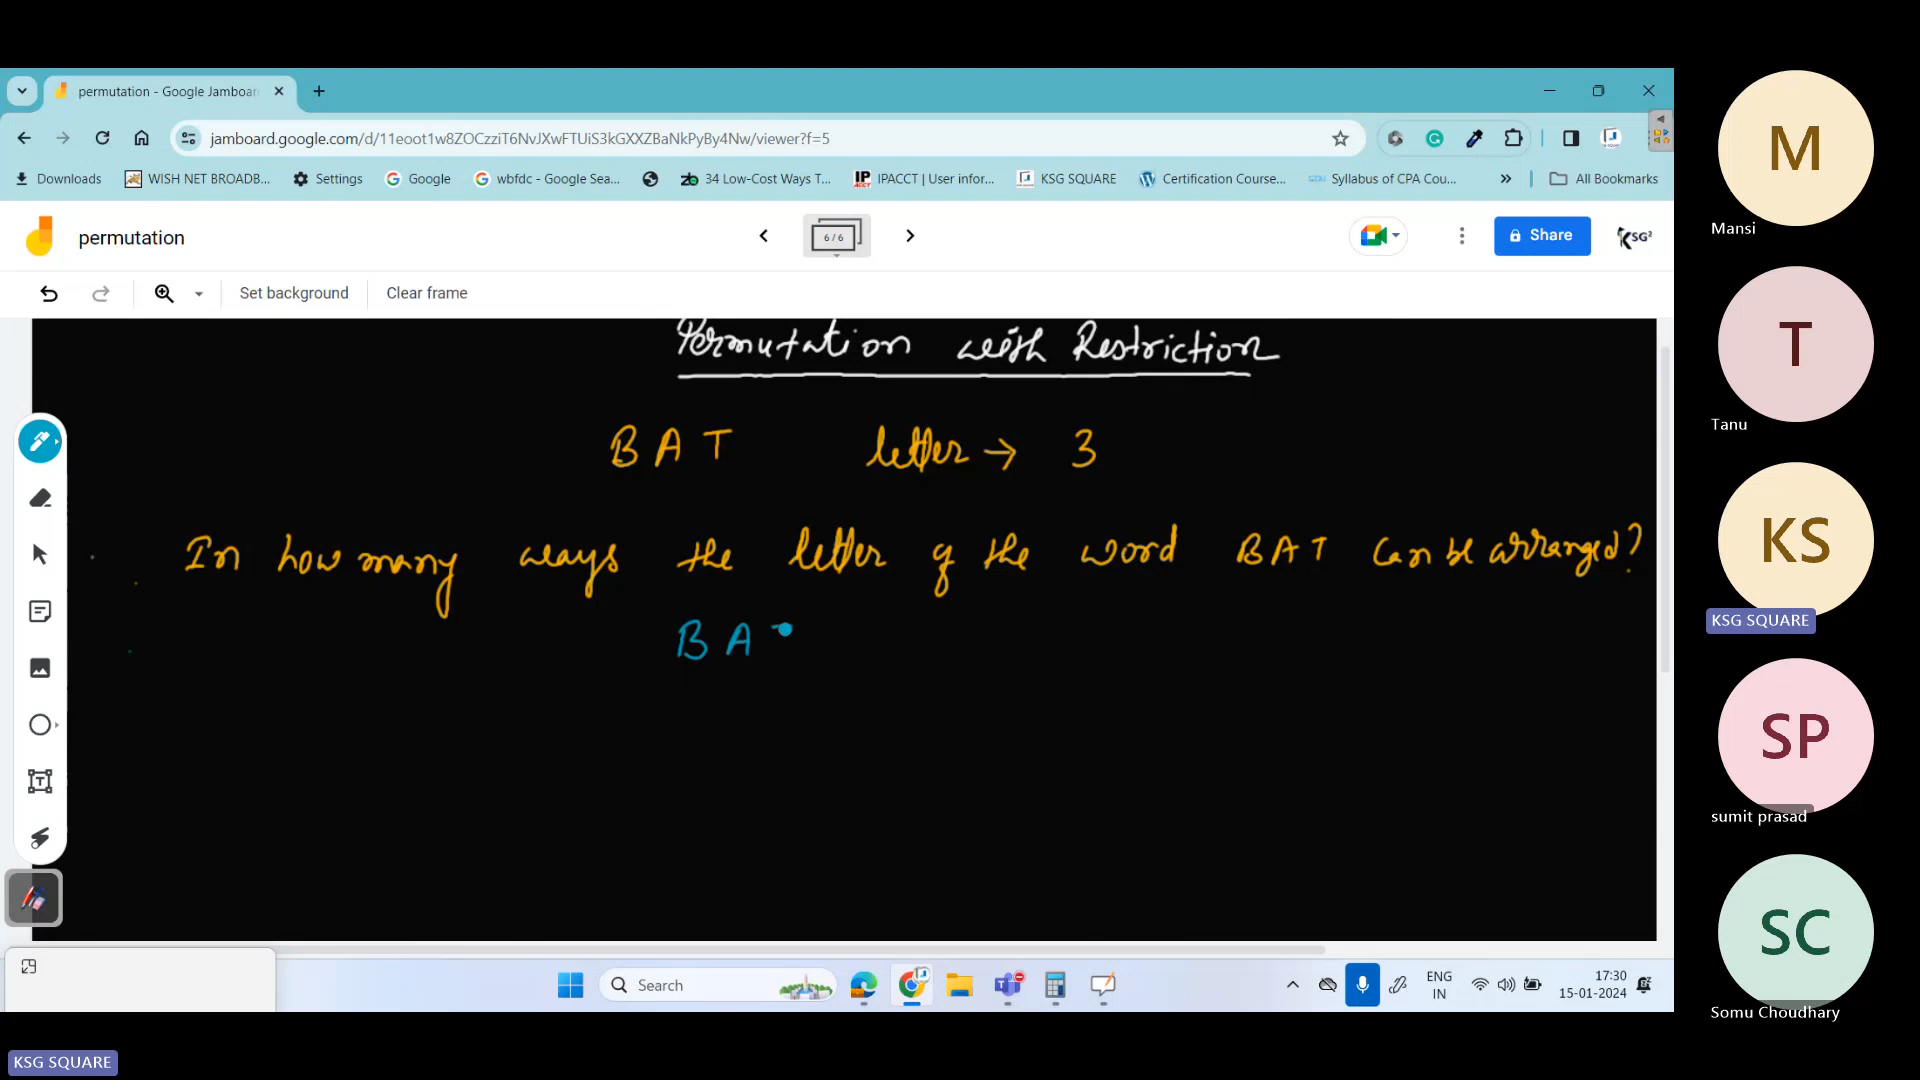 permutation - Google Jamboar
jamboard.google.com/d/11eoot1w8ZOCzziT6NvJXwFTUiS3kGXXZBaNkPyBy4Nw/viewer?f=5
Downloads WISH NET BROADB... Settings Google wbfdc - Google Sea... 34 Low-Cost Ways T... IPACCT | User infor... KSG SQUARE Certification Course... Syllabus of CPA Cou... » All Bookmarks
permutation 6 / 6 Share KSG²
Set background Clear frame
Permutation with Restriction
B A T letter → 3
In how many ways the letter of the word BAT can be arranged?
B A
Search ENG IN 17:30 15-01-2024
M
Mansi
T
Tanu
KS
KSG SQUARE
SP
sumit prasad
SC
Somu Choudhary
KSG SQUARE